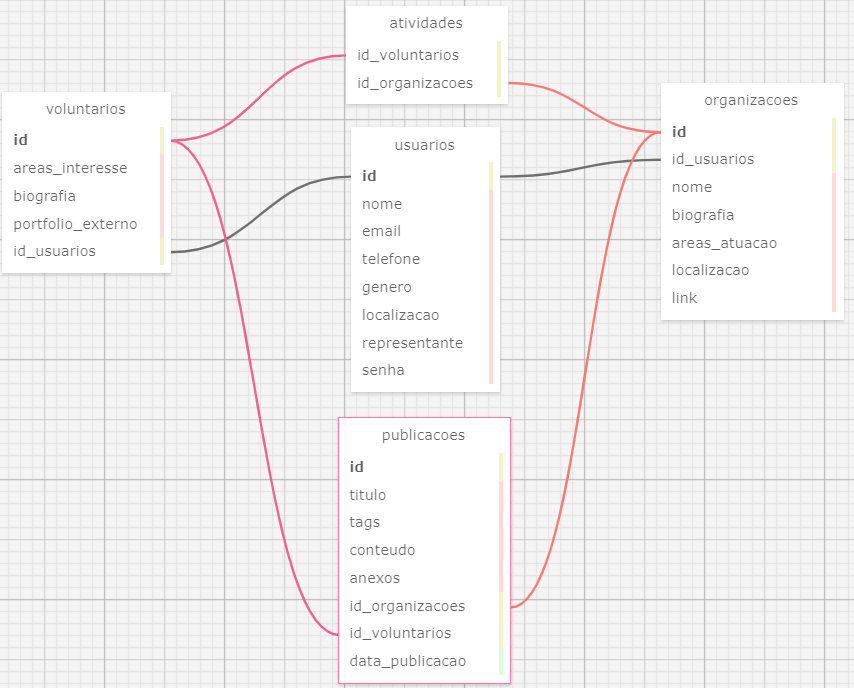 atividades
id_voluntarios
id_organizacoes
voluntarios
id
areas_interesse
biografia
portfolio_externo
id_usuarios
usuarios
id
nome
email
telefone
genero
localizacao
representante
senha
organizacoes
id
id_usuarios
nome
biografia
areas_atuacao
localizacao
link
publicacoes
id
titulo
tags
conteudo
anexos
id_organizacoes
id_voluntarios
data_publicacao